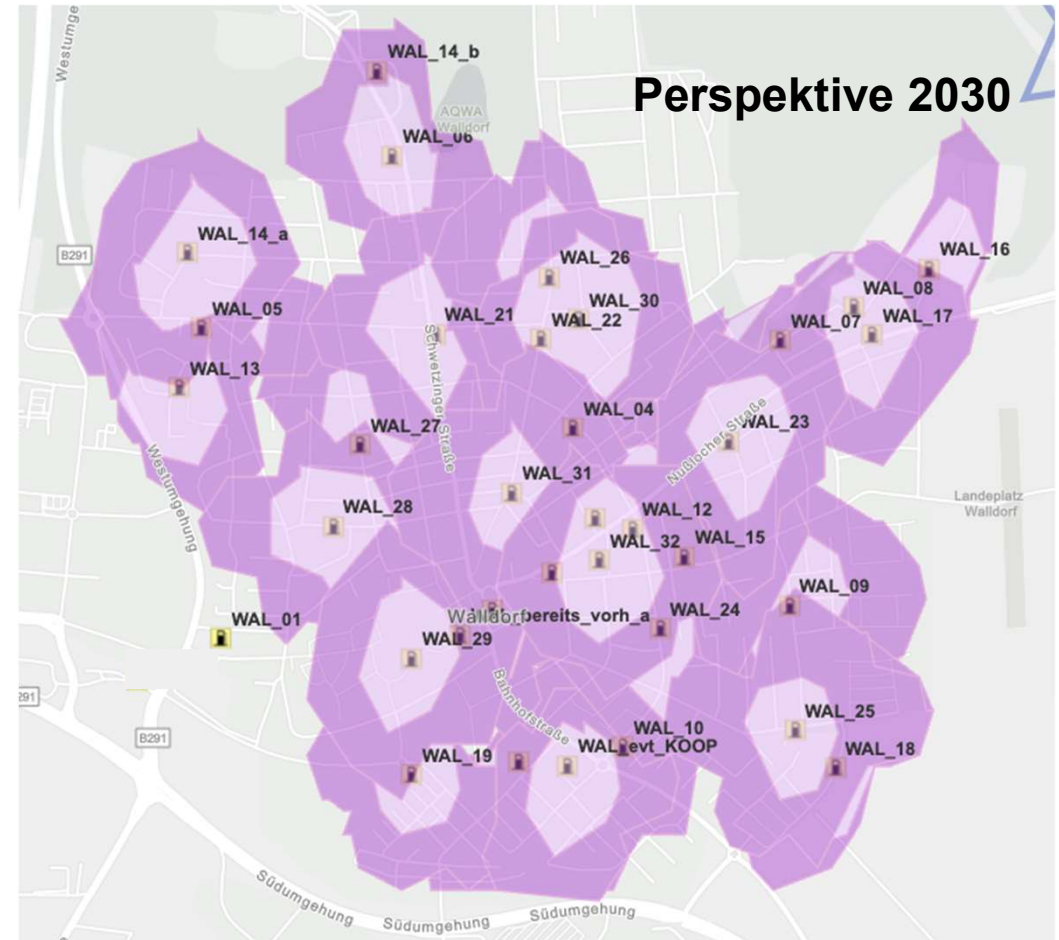 Westumge
WAL_14_b
Perspektive 2030
AQWA
Walldorf
WAL_06
WAL_14_a
B291
WAL_26
WAL_16
WAL_08
WAL_30
WAL_05
WAL_21
WAL_22
WAL_07
WAL_17
WAL_13
Schwetzinger Straße
WAL_04
WAL_27
Nußlocher Straße
WAL_23
WAL_31
Westumgehung
WAL_28
WAL_12
Landeplatz
Walldorf
WAL_32
WAL_15
WAL_09
WAL_01
Walldorf
bereits_vorh_a
WAL_24
WAL_29
291
Bahnhofstraße
WAL_25
B291
WAL_10
evt_KOOP
WAL_19
WAL_18
Südumgehung
Südumgehung
Südumgehung